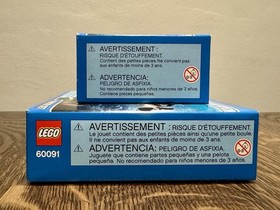 AVERTISSEMENT :
RISQUE D'ÉTOUFFEMENT.
Contient des petites pièces. Ne convient pas
aux enfants de moins de 3 ans.
ADVERTENCIA:
PELIGRO DE ASFIXIA.
No recomendado para niños menores de 3 años.
LEGO
60091
AVERTISSEMENT : RISQUE D'ÉTOUFFEMENT.
Le jouet contient des petites pièces ainsi qu'une petite boule.
Il ne convient pas aux enfants de moins de 3 ans.
ADVERTENCIA: PELIGRO DE ASFIXIA.
Juguete que contiene partes pequeñas y una pelota
pequeña. No recomendado para niños menores de 3 años.